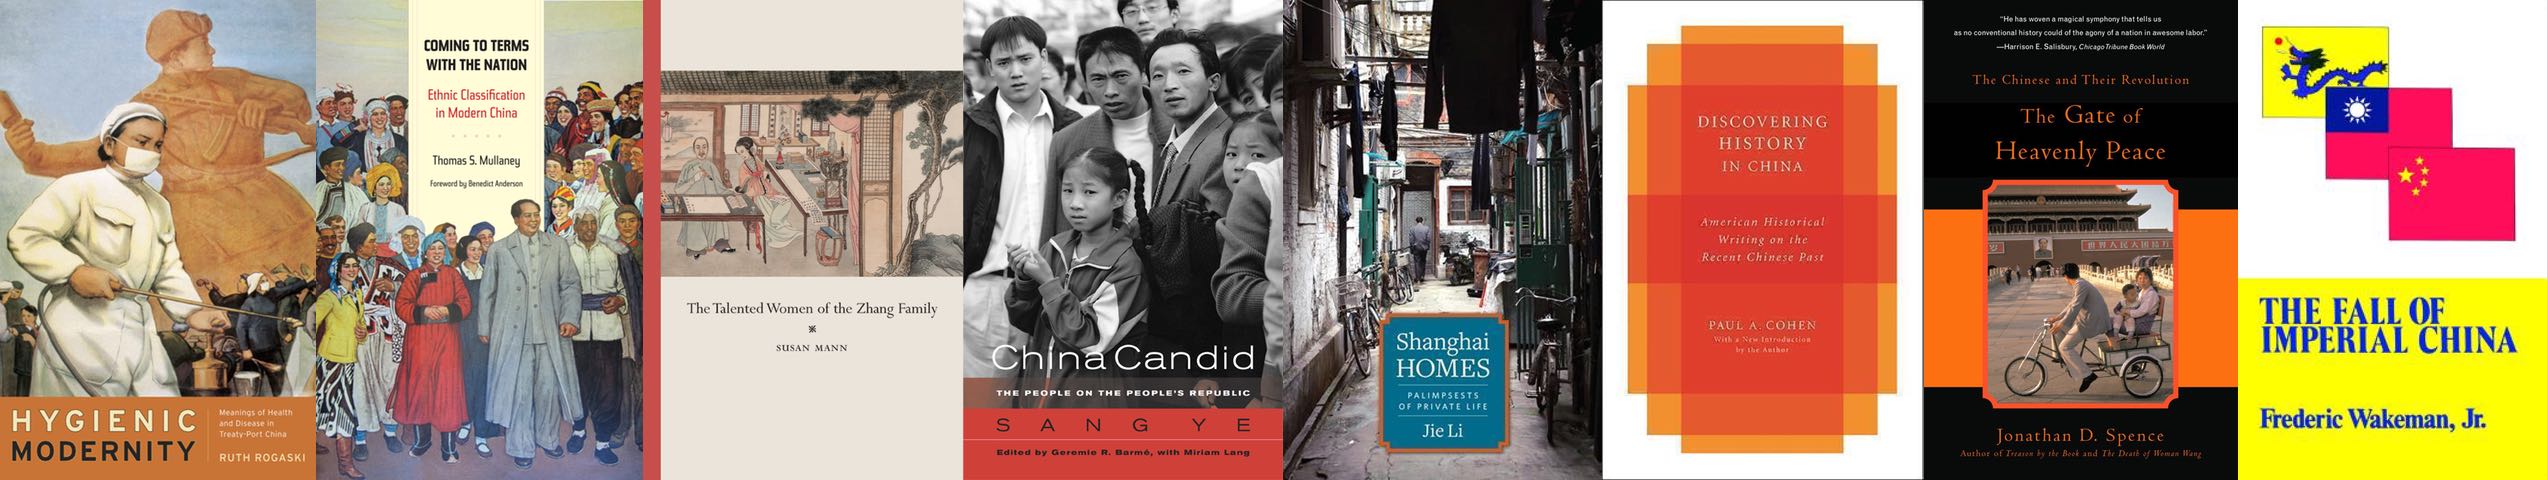 HYGIENIC
MODERNITY
Meanings of Health
and Disease in
Treaty-Port China
RUTH ROGASKI
COMING TO TERMS
WITH THE NATION
Ethnic Classification
in Modern China
Thomas S. Mullaney
Foreword by Benedict Anderson
The Talented Women of the Zhang Family
SUSAN MANN
China Candid
THE PEOPLE ON THE PEOPLE'S REPUBLIC
SANG YE
Edited by Geremie R. Barmé, with Miriam Lang
Shanghai
HOMES
PALIMPSESTS
OF PRIVATE LIFE
Jie Li
DISCOVERING
HISTORY
IN CHINA
American Historical
Writing on the
Recent Chinese Past
PAUL A. COHEN
With a New Introduction
by the Author
"He has woven a magical symphony that tells us
as no conventional history could of the agony of a nation in awesome labor."
—Harrison E. Salisbury, Chicago Tribune Book World
The Chinese and Their Revolution
The Gate of
Heavenly Peace
世界人民大团
Jonathan D. Spence
Author of Treason by the Book and The Death of Woman Wang
THE FALL OF
IMPERIAL CHINA
Frederic Wakeman, Jr.